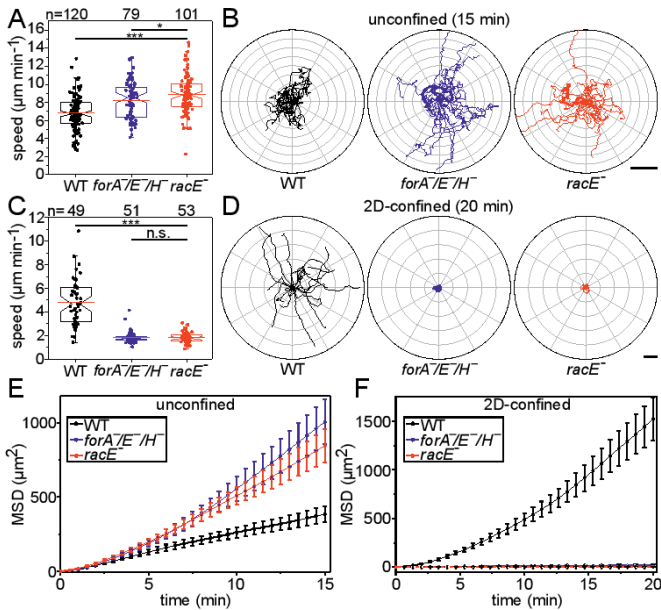 A
n=120 79 101
*
***
speed (µm min⁻¹)
16
14
12
10
8
6
4
2
0
WT forA⁻/E⁻/H⁻ racE⁻
B
unconfined (15 min)
WT forA⁻/E⁻/H⁻ racE⁻
C
n= 49 51 53
***
n.s.
speed (µm min⁻¹)
12
10
8
6
4
2
0
WT forA⁻/E⁻/H⁻ racE⁻
D
2D-confined (20 min)
WT forA⁻/E⁻/H⁻ racE⁻
E
unconfined
WT
forA⁻/E⁻/H⁻
racE⁻
MSD (µm²)
1000
500
0
0 5 10 15
time (min)
F
2D-confined
WT
forA⁻/E⁻/H⁻
racE⁻
MSD (µm²)
1500
1000
500
0
0 5 10 15 20
time (min)